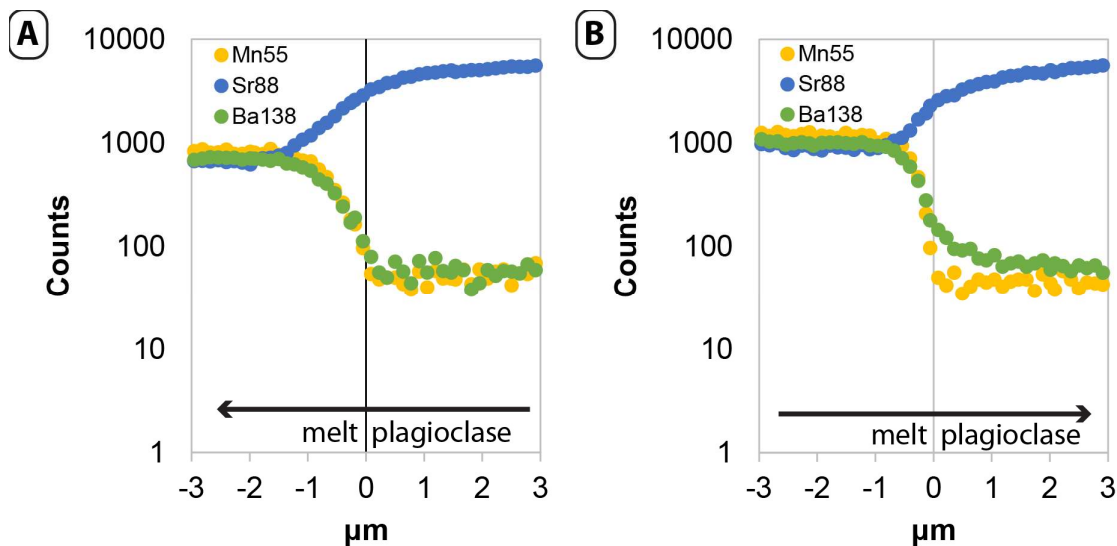 A
10000
1000
100
10
1
Counts
Mn55
Sr88
Ba138
melt plagioclase
-3 -2 -1 0 1 2 3
µm
B
10000
1000
100
10
1
Counts
Mn55
Sr88
Ba138
melt plagioclase
-3 -2 -1 0 1 2 3
µm